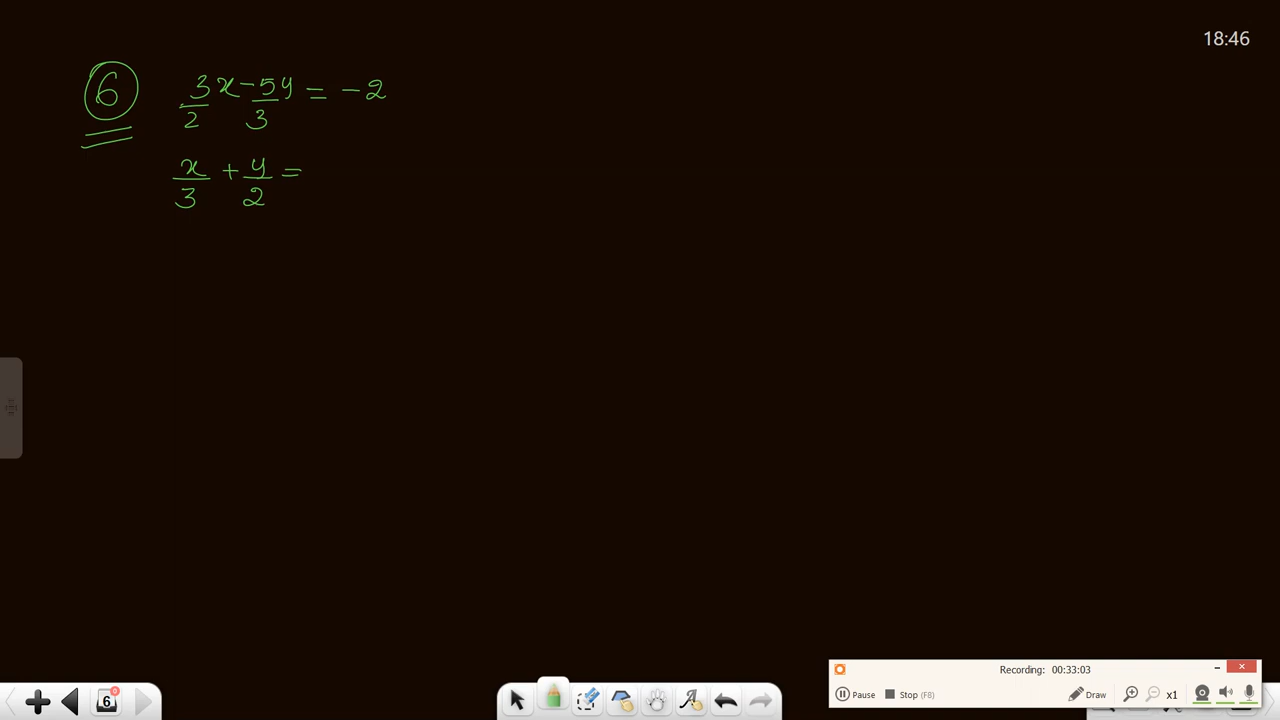 18:46
6 3x/2 - 5y/3 = -2
x/3 + y/2 =
6
Recording: 00:33:03
Pause Stop (F8) Draw x1